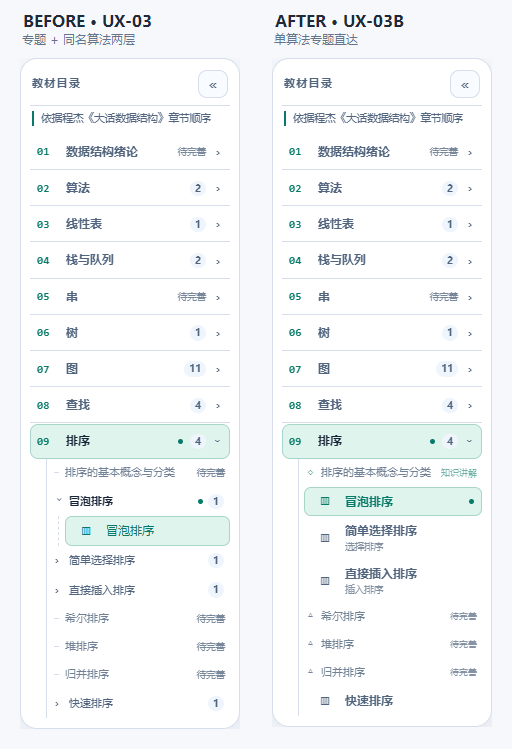 BEFORE • UX-03
专题 + 同名算法两层
教材目录
«
依据程杰《大话数据结构》章节顺序
01 数据结构绪论 待完善 ›
02 算法 2 ›
03 线性表 1 ›
04 栈与队列 2 ›
05 串 待完善 ›
06 树 1 ›
07 图 11 ›
08 查找 4 ›
09 排序 • 4
排序的基本概念与分类 待完善
冒泡排序 • 1
冒泡排序
› 简单选择排序 1
› 直接插入排序 1
希尔排序 待完善
堆排序 待完善
归并排序 待完善
› 快速排序 1
AFTER • UX-03B
单算法专题直达
教材目录
«
依据程杰《大话数据结构》章节顺序
01 数据结构绪论 待完善 ›
02 算法 2 ›
03 线性表 1 ›
04 栈与队列 2 ›
05 串 待完善 ›
06 树 1 ›
07 图 11 ›
08 查找 4 ›
09 排序 • 4
排序的基本概念与分类 知识讲解
冒泡排序 •
简单选择排序
选择排序
直接插入排序
插入排序
希尔排序 待完善
堆排序 待完善
归并排序 待完善
快速排序